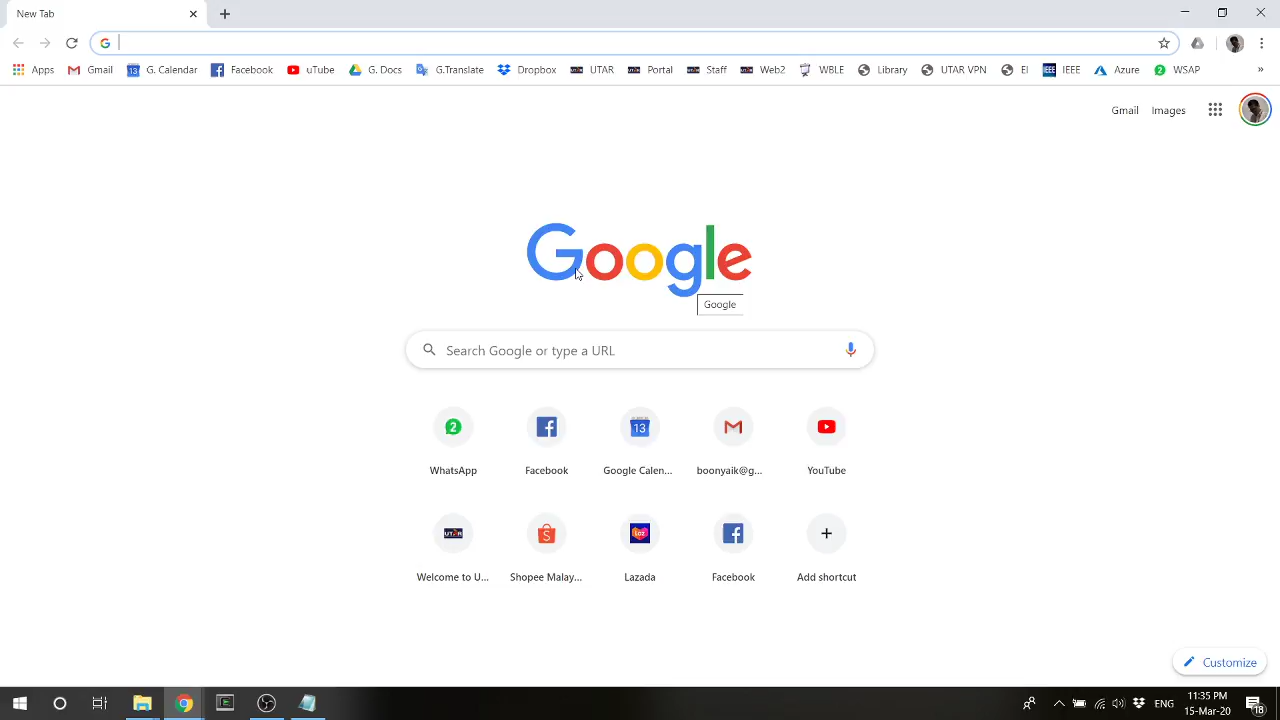 New Tab
Apps Gmail G. Calendar Facebook uTube G. Docs G.Translate Dropbox UTAR Portal Staff Web2 WBLE Library UTAR VPN EI IEEE Azure WSAP »
Gmail Images
Google
Google
Search Google or type a URL
WhatsApp Facebook Google Calen... boonyaik@g... YouTube
Welcome to U... Shopee Malay... Lazada Facebook Add shortcut
Customize
ENG 11:35 PM
15-Mar-20